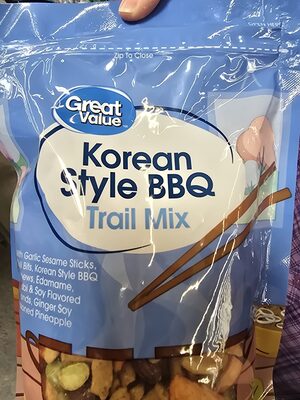 Zip To Close
Great
Value
Korean
Style BBQ
Trail Mix
Garlic Sesame Sticks,
Bits, Korean Style BBQ
Edamame,
& Soy Flavored
Ginger Soy
Pineapple